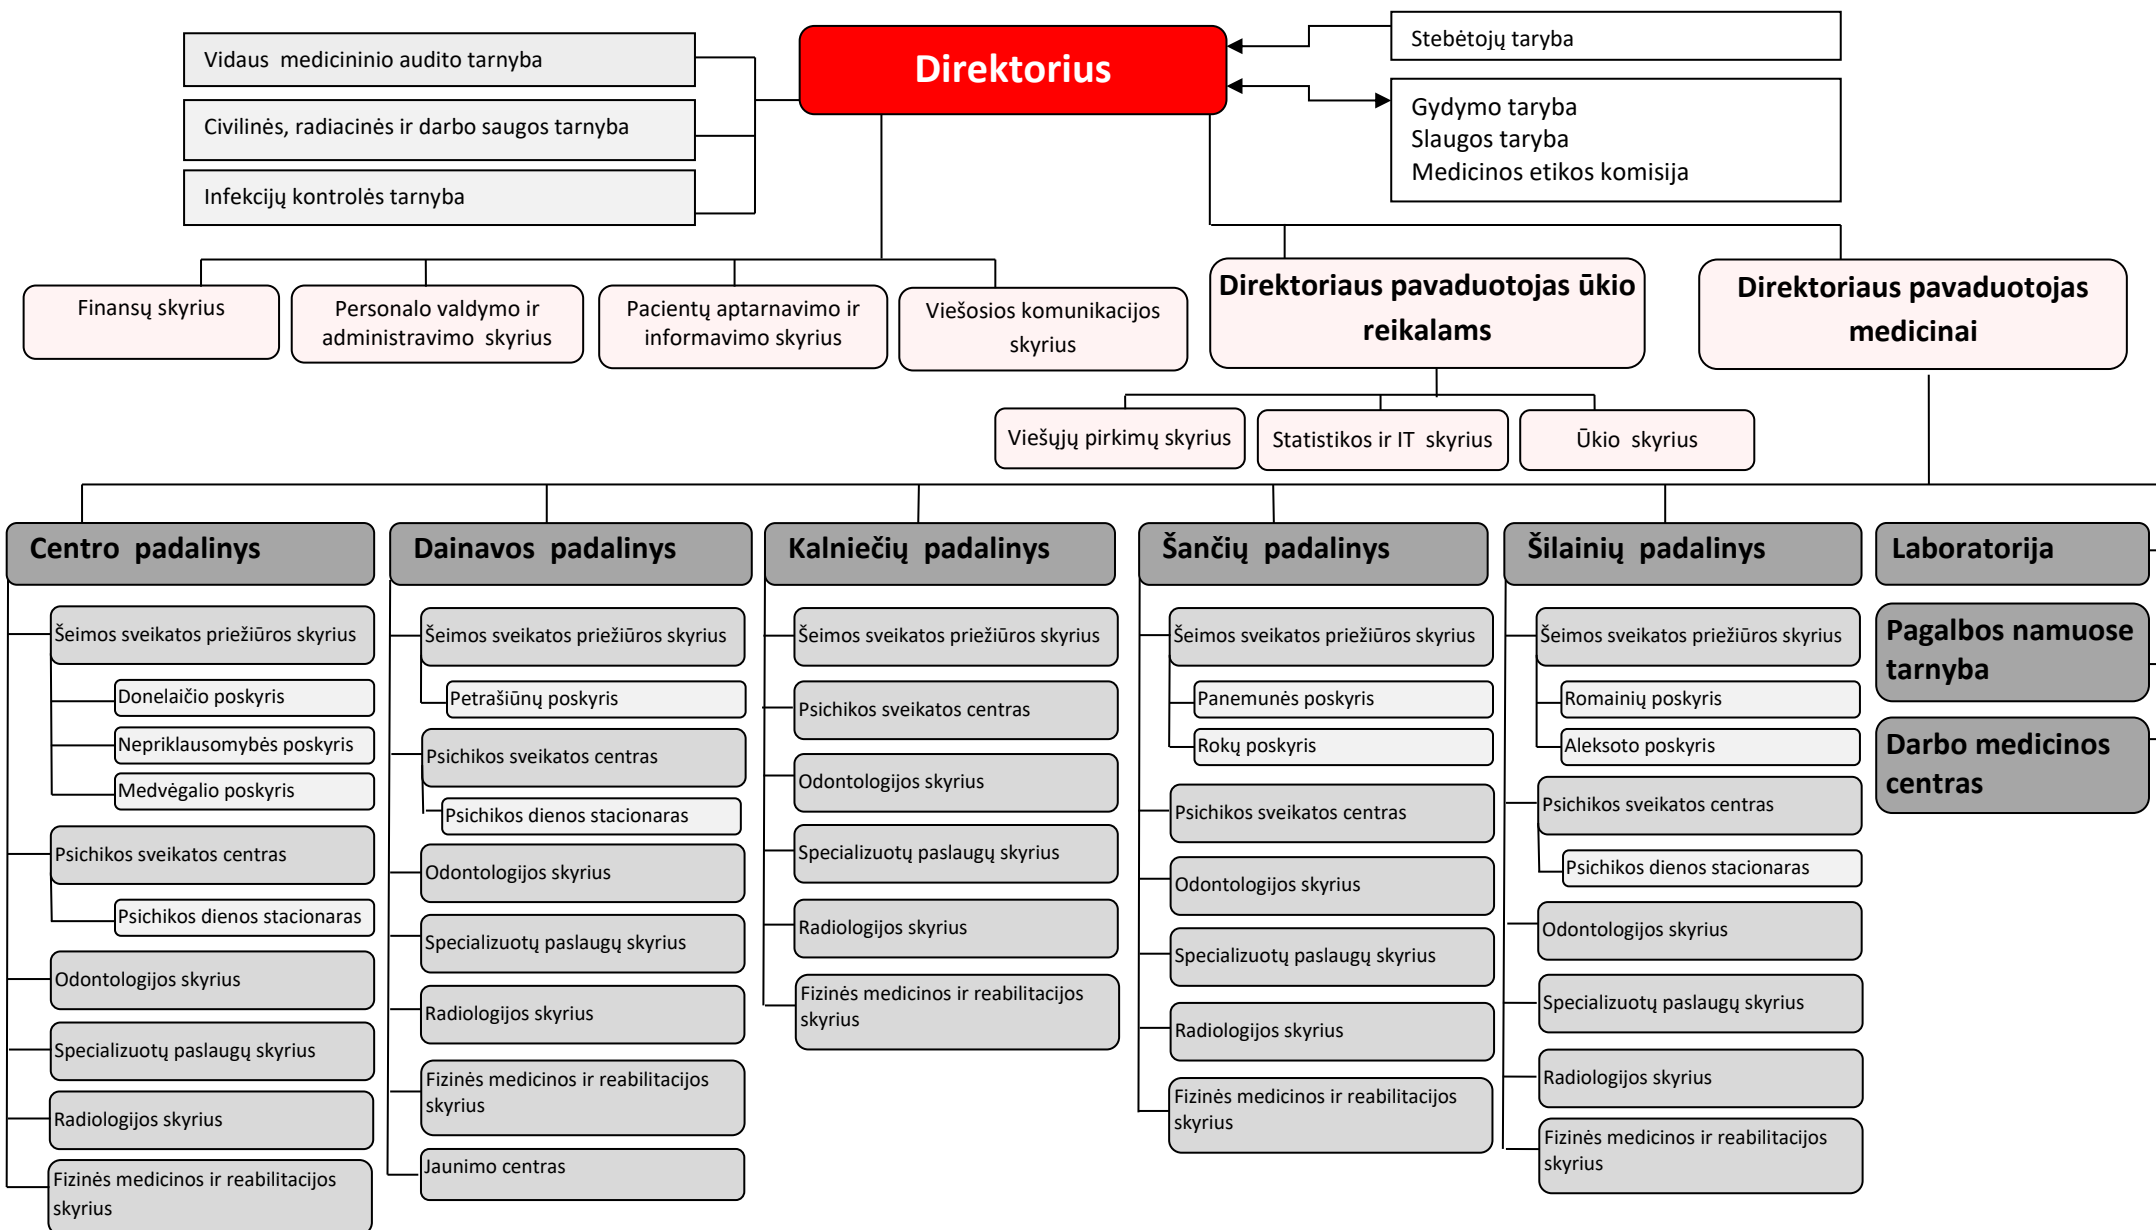 Vidaus medicininio audito tarnyba
Civilinės, radiacinės ir darbo saugos tarnyba
Infekcijų kontrolės tarnyba
Direktorius
Stebėtojų taryba
Gydymo taryba
Slaugos taryba
Medicinos etikos komisija
Finansų skyrius
Personalo valdymo ir
administravimo skyrius
Pacientų aptarnavimo ir
informavimo skyrius
Viešosios komunikacijos
skyrius
Direktoriaus pavaduotojas ūkio
reikalams
Direktoriaus pavaduotojas
medicinai
Viešųjų pirkimų skyrius
Statistikos ir IT skyrius
Ūkio skyrius
Centro padalinys
Šeimos sveikatos priežiūros skyrius
Donelaičio poskyris
Nepriklausomybės poskyris
Medvėgalio poskyris
Psichikos sveikatos centras
Psichikos dienos stacionaras
Odontologijos skyrius
Specializuotų paslaugų skyrius
Radiologijos skyrius
Fizinės medicinos ir reabilitacijos
skyrius
Dainavos padalinys
Šeimos sveikatos priežiūros skyrius
Petrašiūnų poskyris
Psichikos sveikatos centras
Psichikos dienos stacionaras
Odontologijos skyrius
Specializuotų paslaugų skyrius
Radiologijos skyrius
Fizinės medicinos ir reabilitacijos
skyrius
Jaunimo centras
Kalniečių padalinys
Šeimos sveikatos priežiūros skyrius
Psichikos sveikatos centras
Odontologijos skyrius
Specializuotų paslaugų skyrius
Radiologijos skyrius
Fizinės medicinos ir reabilitacijos
skyrius
Šančių padalinys
Šeimos sveikatos priežiūros skyrius
Panemunės poskyris
Rokų poskyris
Psichikos sveikatos centras
Odontologijos skyrius
Specializuotų paslaugų skyrius
Radiologijos skyrius
Fizinės medicinos ir reabilitacijos
skyrius
Šilainių padalinys
Šeimos sveikatos priežiūros skyrius
Romainių poskyris
Aleksoto poskyris
Psichikos sveikatos centras
Psichikos dienos stacionaras
Odontologijos skyrius
Specializuotų paslaugų skyrius
Radiologijos skyrius
Fizinės medicinos ir reabilitacijos
skyrius
Laboratorija
Pagalbos namuose
tarnyba
Darbo medicinos
centras